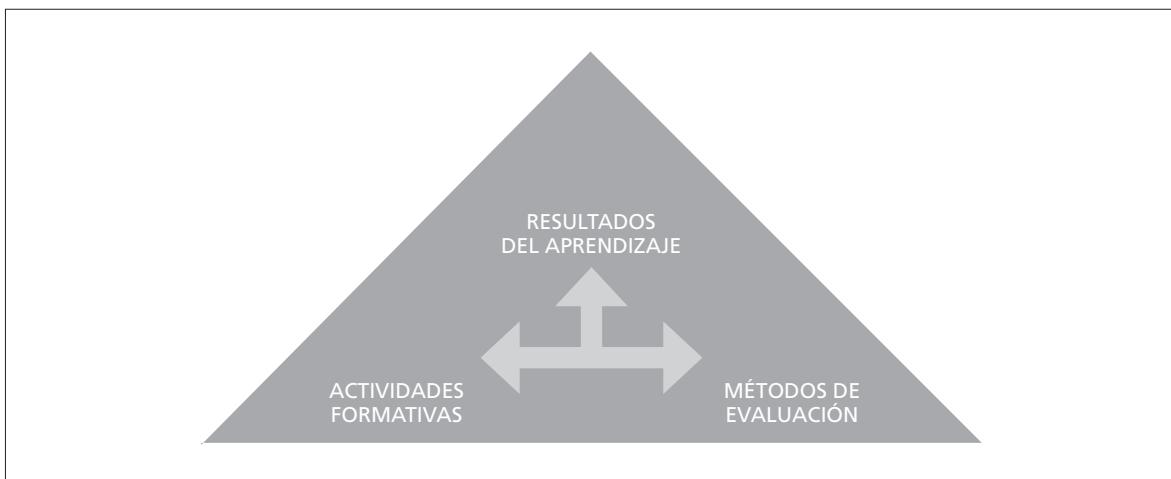 RESULTADOS
DEL APRENDIZAJE
ACTIVIDADES
FORMATIVAS
MÉTODOS DE
EVALUACIÓN